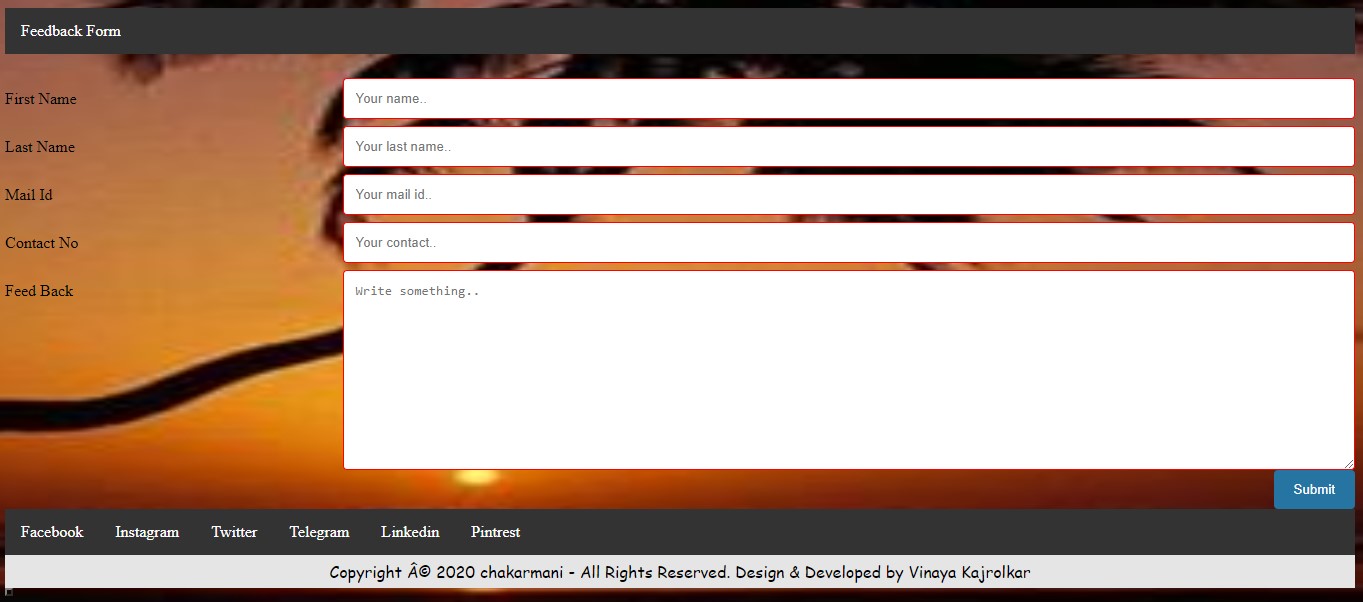 Feedback Form
First Name Your name..
Last Name Your last name..
Mail Id Your mail id..
Contact No Your contact..
Feed Back Write something..
Submit
Facebook Instagram Twitter Telegram Linkedin Pintrest
Copyright Â© 2020 chakarmani - All Rights Reserved. Design & Developed by Vinaya Kajrolkar